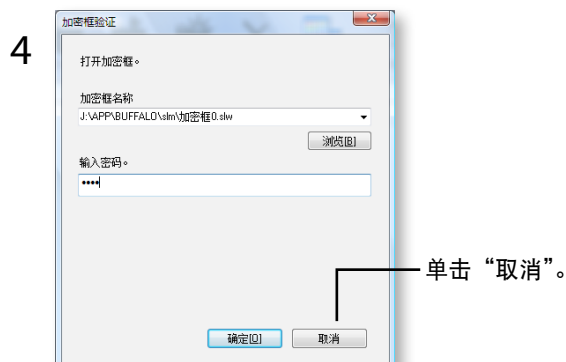 加密框验证
4
打开加密框。
加密框名称
J:\APP\BUFFALO\slm\加密框0.slw
浏览[B]
输入密码。
••••
单击“取消”。
确定[O]
取消